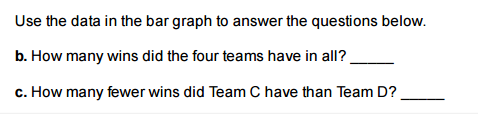 Use the data in the bar graph to answer the questions below.
b. How many wins did the four teams have in all? _____
c. How many fewer wins did Team C have than Team D? _____